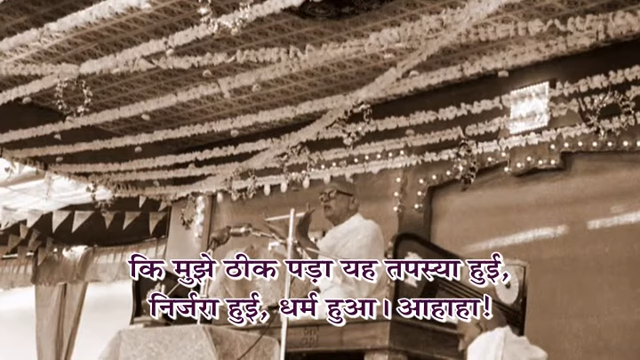 कि मुझे ठीक पड़ा यह तपस्या हुई,
निर्जरा हुई, धर्म हुआ। आहाहा!